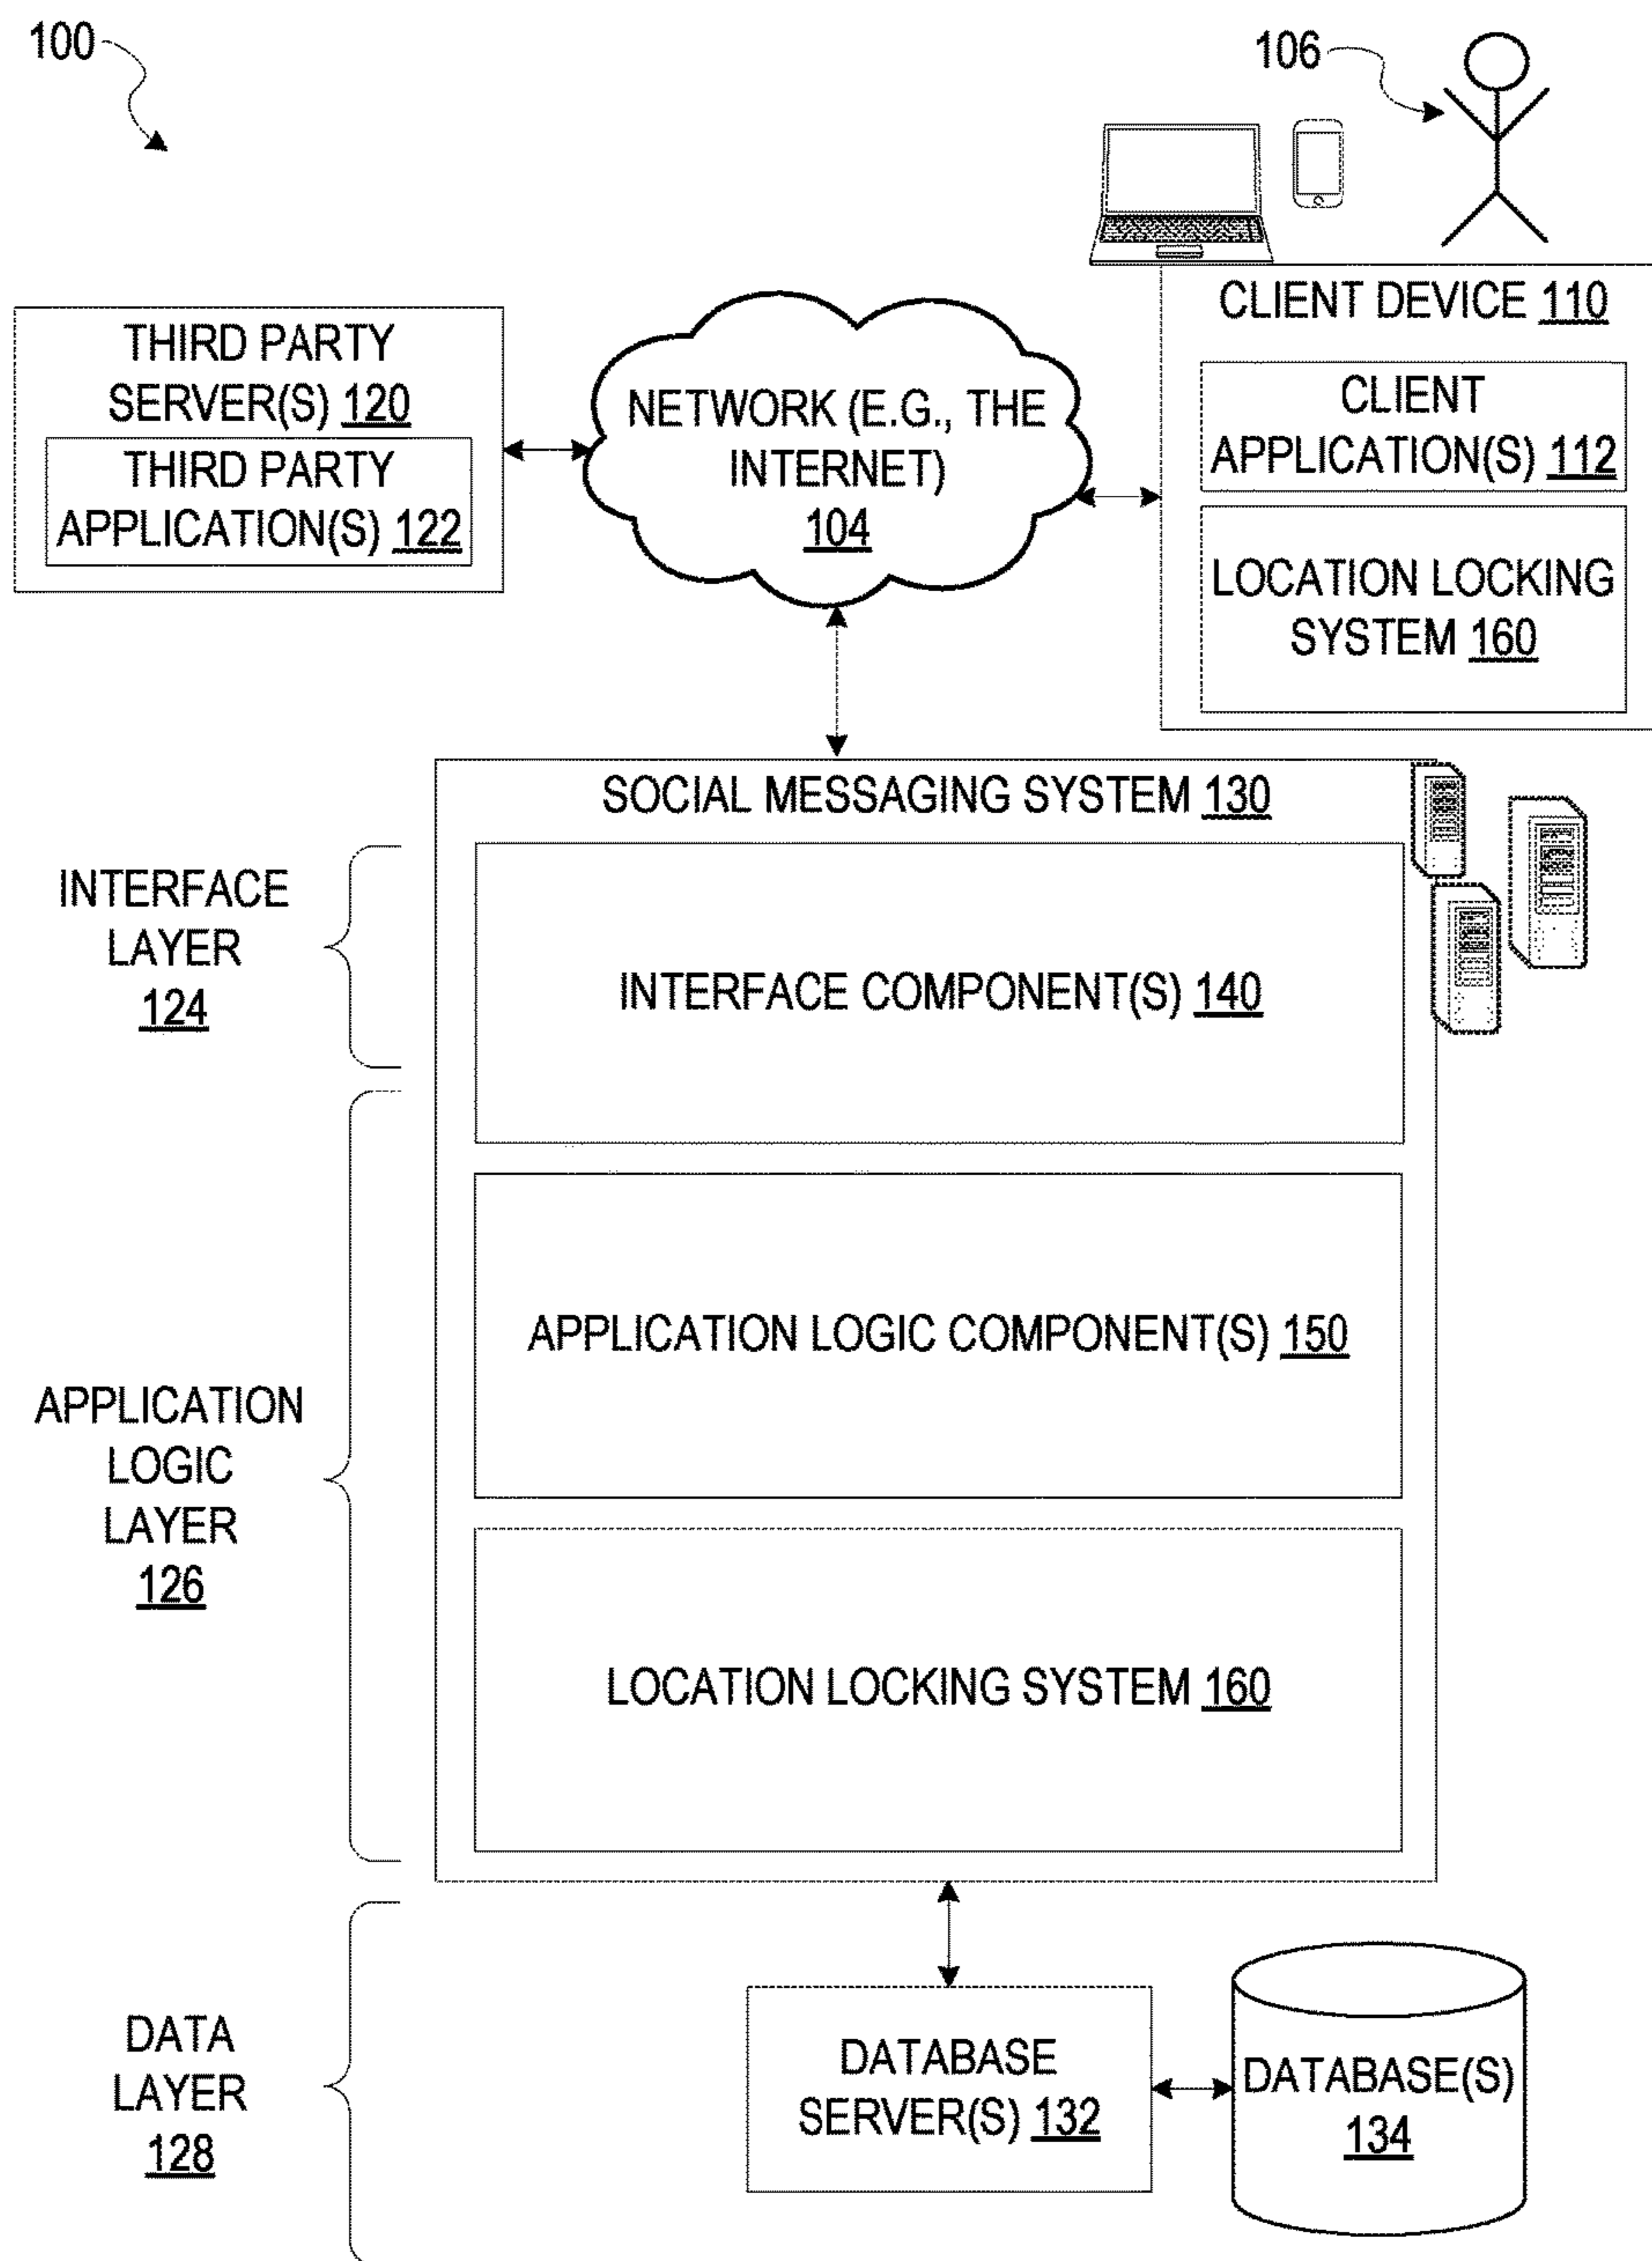 100
106
CLIENT DEVICE 110
CLIENT
APPLICATION(S) 112
LOCATION LOCKING
SYSTEM 160
THIRD PARTY
SERVER(S) 120
THIRD PARTY
APPLICATION(S) 122
NETWORK (E.G., THE
INTERNET)
104
SOCIAL MESSAGING SYSTEM 130
INTERFACE
LAYER
124
INTERFACE COMPONENT(S) 140
APPLICATION LOGIC COMPONENT(S) 150
APPLICATION
LOGIC
LAYER
126
LOCATION LOCKING SYSTEM 160
DATA
LAYER
128
DATABASE
SERVER(S) 132
DATABASE(S)
134